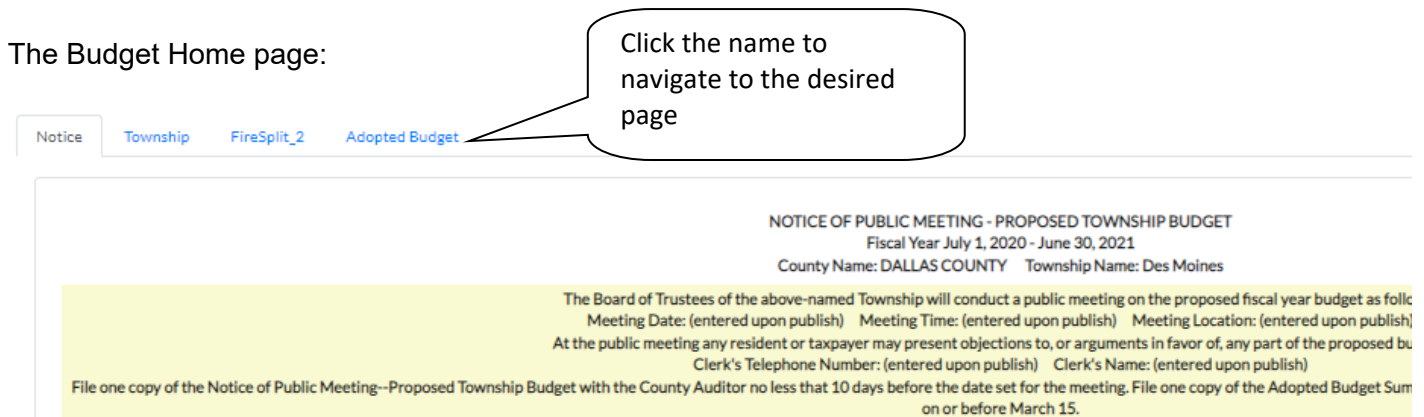 The Budget Home page:
Click the name to
navigate to the desired
page
Notice Township FireSplit_2 Adopted Budget
NOTICE OF PUBLIC MEETING - PROPOSED TOWNSHIP BUDGET
Fiscal Year July 1, 2020 - June 30, 2021
County Name: DALLAS COUNTY Township Name: Des Moines
The Board of Trustees of the above-named Township will conduct a public meeting on the proposed fiscal year budget as
Meeting Date: (entered upon publish) Meeting Time: (entered upon publish) Meeting Location: (entered upon publish)
At the public meeting any resident or taxpayer may present objections to, or arguments in favor of, any part of the proposed
Clerk's Telephone Number: (entered upon publish) Clerk's Name: (entered upon publish)
File one copy of the Notice of Public Meeting--Proposed Township Budget with the County Auditor no less that 10 days before the date set for the meeting. File one copy of the Adopted Budget
on or before March 15.